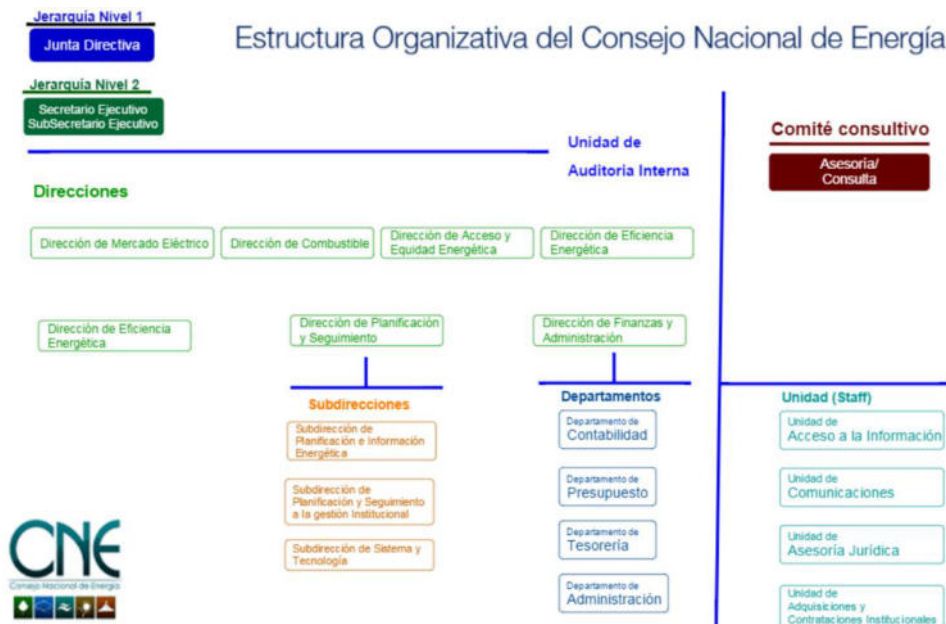 Jerarquía Nivel 1
Junta Directiva
Estructura Organizativa del Consejo Nacional de Energía
Jerarquía Nivel 2
Secretario Ejecutivo
SubSecretario Ejecutivo
Unidad de
Auditoria Interna
Comité consultivo
Asesoría/
Consulta
Direcciones
Dirección de Mercado Eléctrico
Dirección de Combustible
Dirección de Acceso y
Equidad Energética
Dirección de Eficiencia
Energética
Dirección de Eficiencia
Energética
Dirección de Planificación
y Seguimiento
Dirección de Finanzas y
Administración
Subdirecciones
Subdirección de
Planificación e Información
Energética
Subdirección de
Planificación y Seguimiento
a la gestión Institucional
Subdirección de Sistema y
Tecnología
Departamentos
Departamento de
Contabilidad
Departamento de
Presupuesto
Departamento de
Tesorería
Departamento de
Administración
Unidad (Staff)
Unidad de
Acceso a la Información
Unidad de
Comunicaciones
Unidad de
Asesoría Jurídica
Unidad de
Adquisiciones y
Contrataciones Institucionales
CNE
Consejo Nacional de Energía